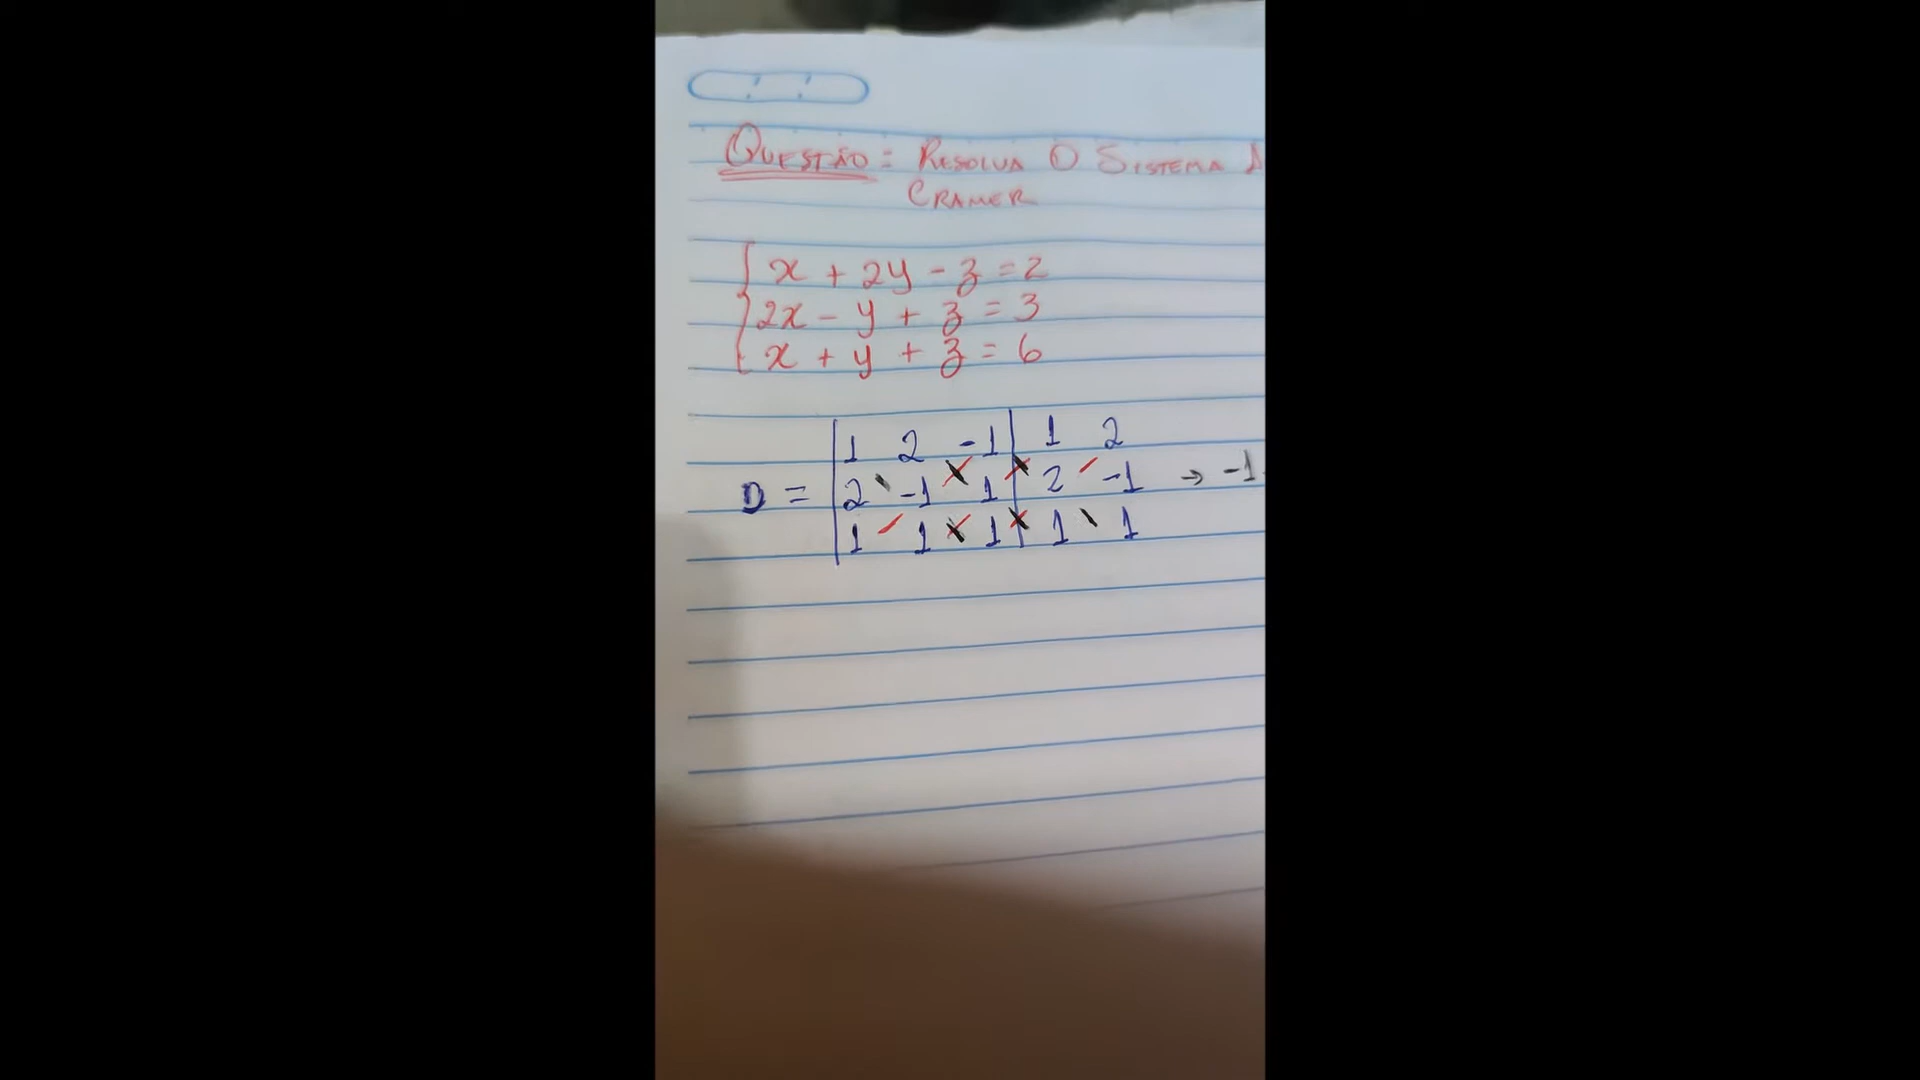 QUESTÃO: RESOLVA O SISTEMA
CRAMER
x + 2y - z = 2
2x - y + z = 3
x + y + z = 6
1 2 -1 1 2
D = 2 -1 1 2 -1 → -1
1 1 1 1 1